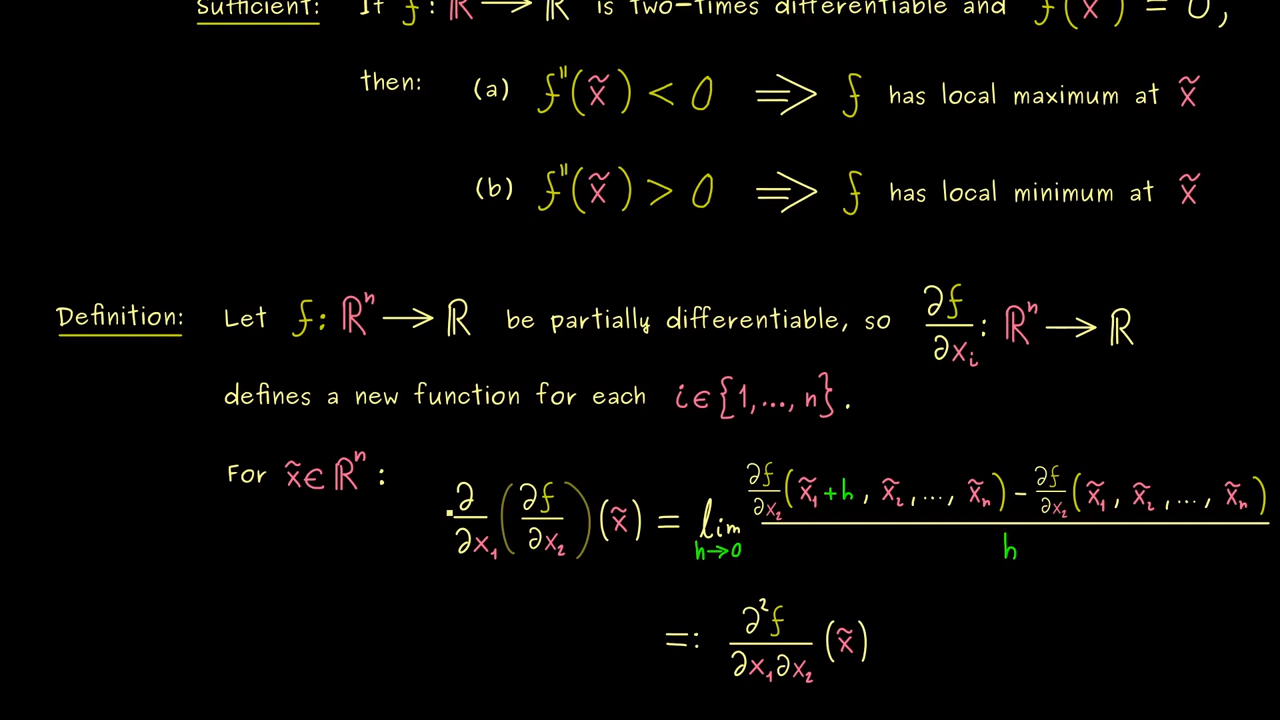 Sufficient: If f: ℝ ⟶ ℝ is two-times differentiable and f'(x̃) = 0,
then: (a) f''(x̃) < 0 ⟹ f has local maximum at x̃
(b) f''(x̃) > 0 ⟹ f has local minimum at x̃
Definition: Let f: ℝⁿ ⟶ ℝ be partially differentiable, so ∂f/∂xᵢ : ℝⁿ ⟶ ℝ
defines a new function for each i ∈ {1, ..., n}.
For x̃ ∈ ℝⁿ:
∂/∂x₁ (∂f/∂x₂)(x̃) = lim_{h→0} (∂f/∂x₂(x̃₁+h, x̃₂, ..., x̃ₙ) − ∂f/∂x₂(x̃₁, x̃₂, ..., x̃ₙ))/h
=: ∂²f/∂x₁∂x₂ (x̃)